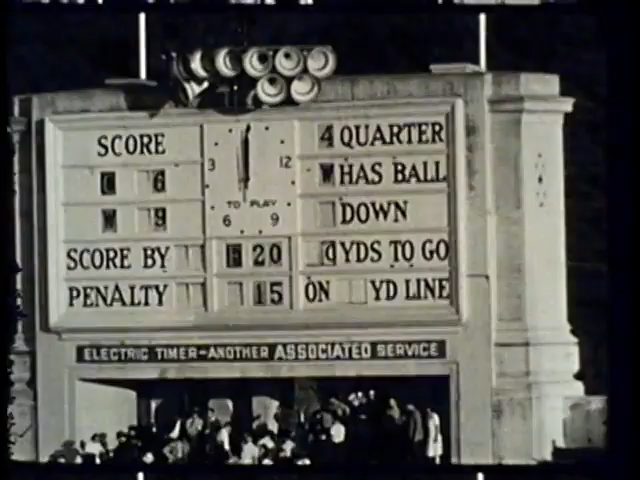 SCORE
C 6
W 9
SCORE BY F 20
PENALTY 15
3 12
TO PLAY
6 9
4 QUARTER
W HAS BALL
DOWN
YDS TO GO
ON YD LINE
ELECTRIC TIMER-ANOTHER ASSOCIATED SERVICE